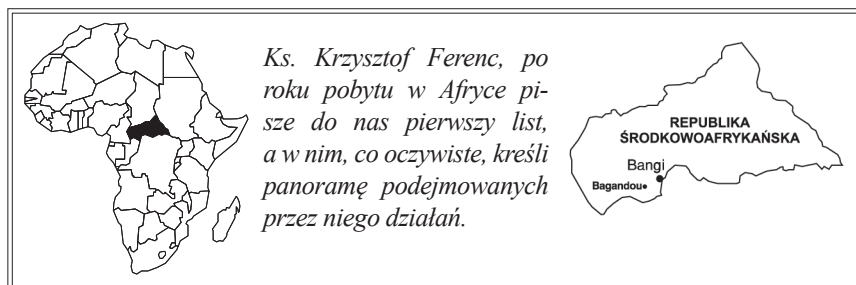 Ks. Krzysztof Ferenc, po
roku pobytu w Afryce pi-
sze do nas pierwszy list,
a w nim, co oczywiste, kreśli
panoramę podejmowanych
przez niego działań.
REPUBLIKA
ŚRODKOWOAFRYKAŃSKA
Bangi
Bagandou